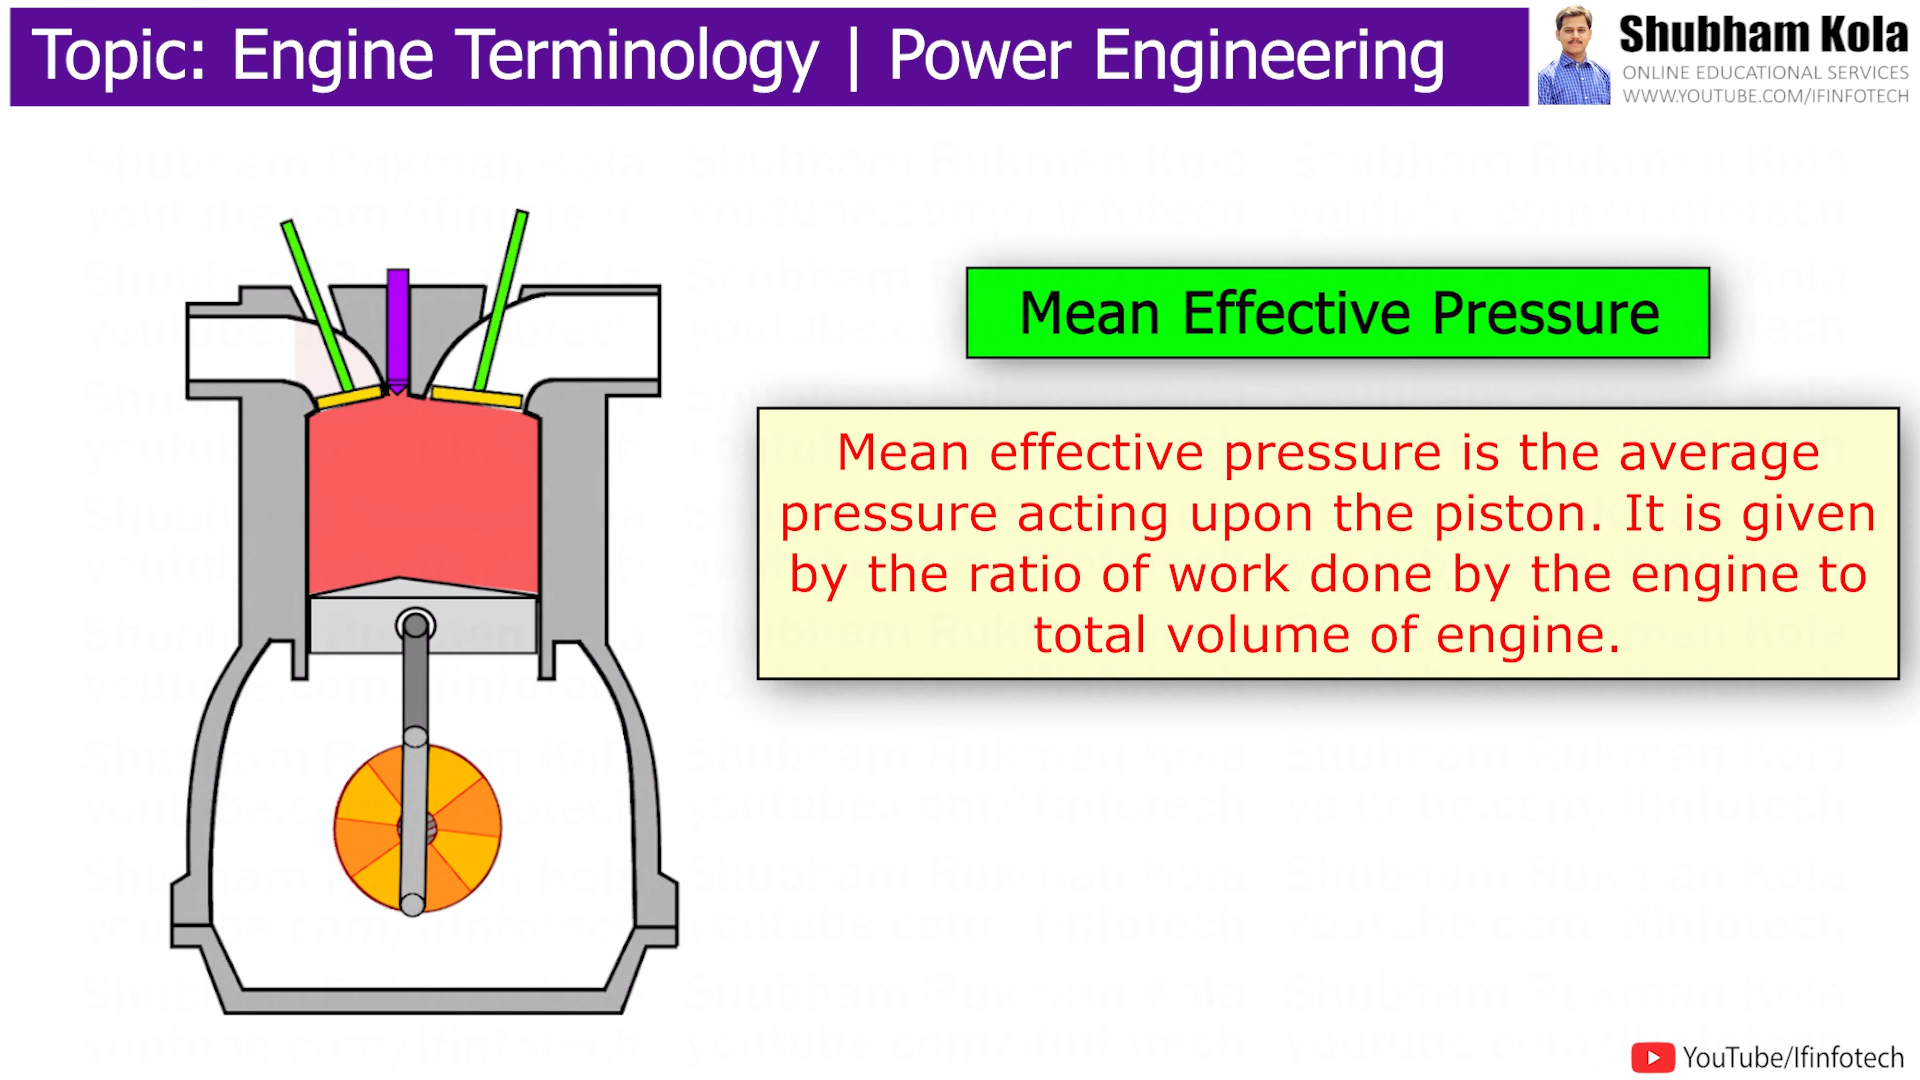 Topic: Engine Terminology | Power Engineering
Shubham Kola
ONLINE EDUCATIONAL SERVICES
WWW.YOUTUBE.COM/IFINFOTECH
Mean Effective Pressure
Mean effective pressure is the average
pressure acting upon the piston. It is given
by the ratio of work done by the engine to
total volume of engine.
YouTube/Ifinfotech